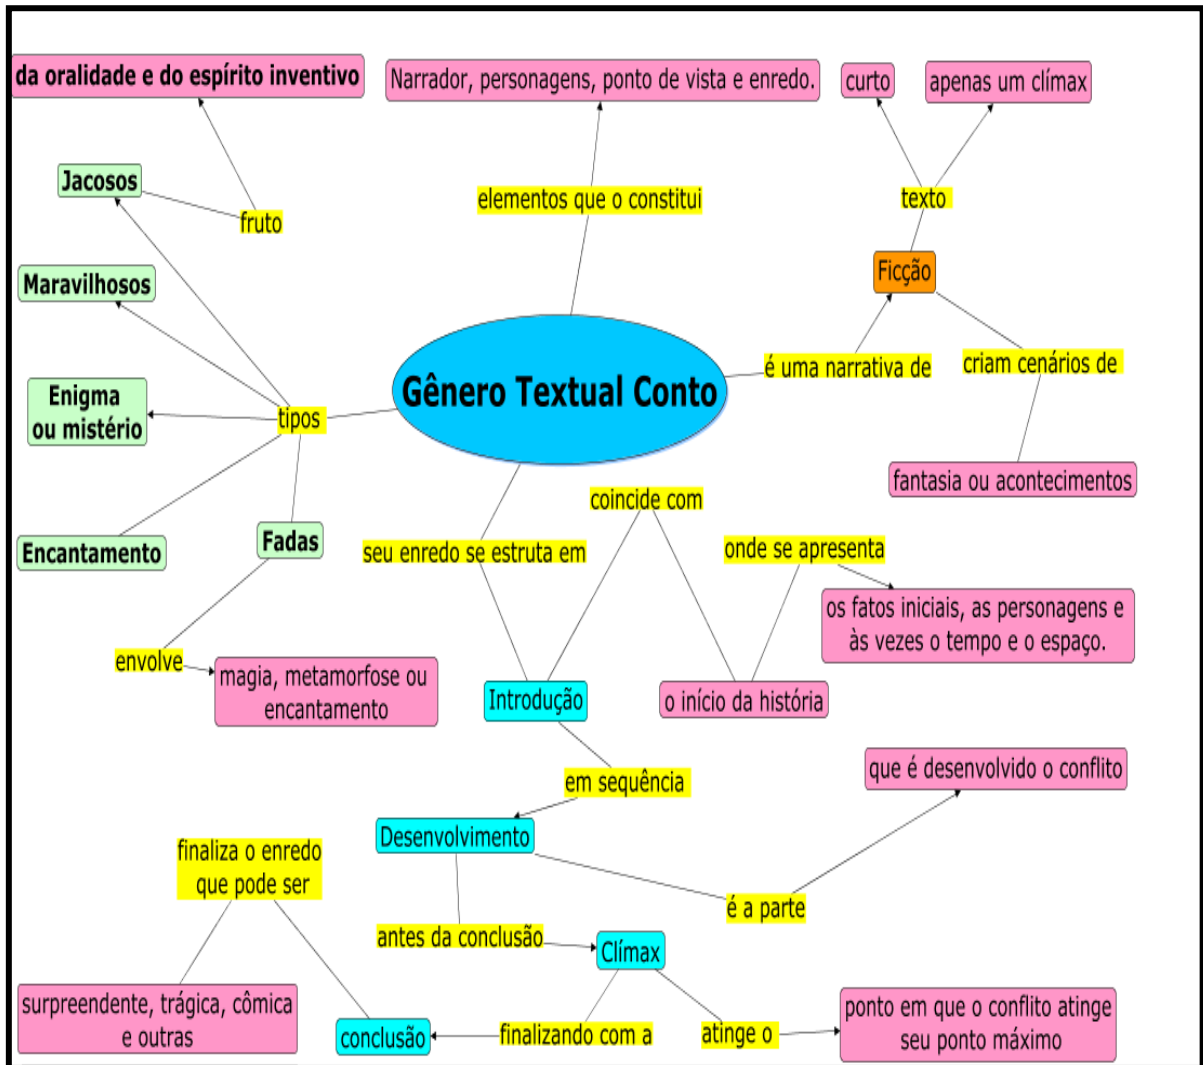 da oralidade e do espírito inventivo
Narrador, personagens, ponto de vista e enredo.
curto
apenas um clímax
Jacosos
fruto
elementos que o constitui
texto
Maravilhosos
Ficção
Gênero Textual Conto
é uma narrativa de
criam cenários de
Enigma
ou mistério
tipos
fantasia ou acontecimentos
Encantamento
Fadas
coincide com
seu enredo se estruta em
onde se apresenta
os fatos iniciais, as personagens e
às vezes o tempo e o espaço.
envolve
magia, metamorfose ou
encantamento
Introdução
o início da história
em sequência
que é desenvolvido o conflito
Desenvolvimento
finaliza o enredo
que pode ser
é a parte
antes da conclusão
Clímax
surpreendente, trágica, cômica
e outras
conclusão
finalizando com a
atinge o
ponto em que o conflito atinge
seu ponto máximo